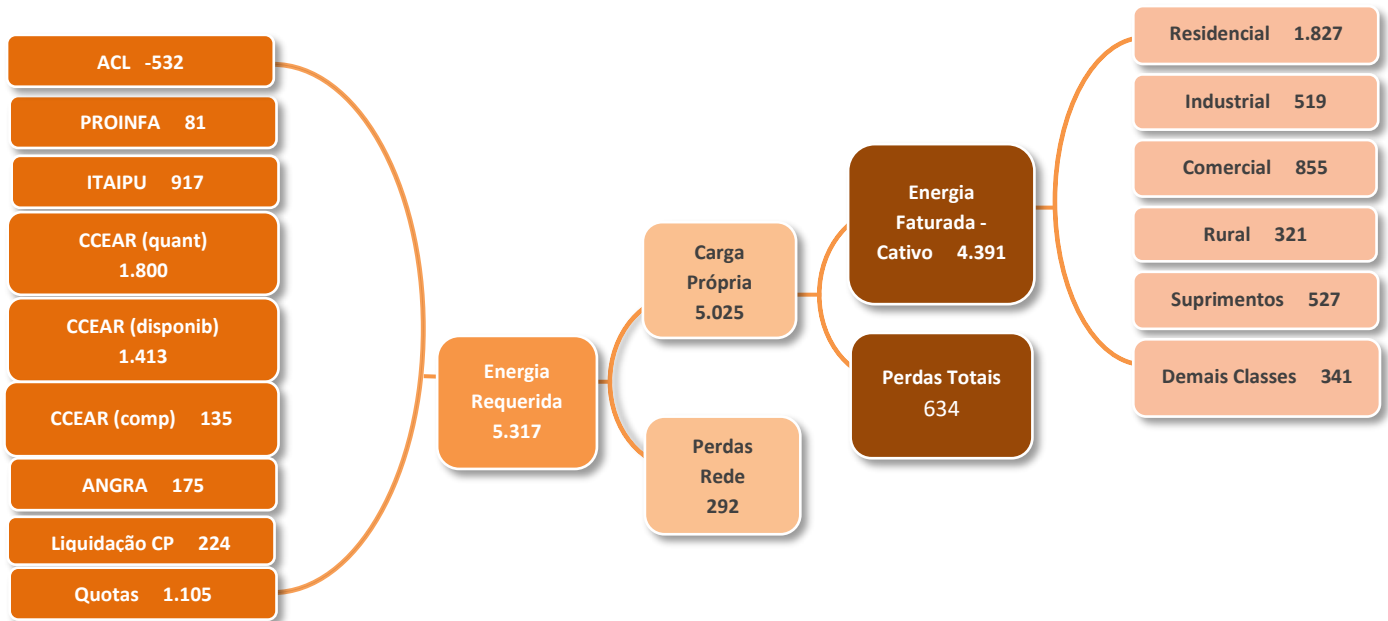 ACL -532
PROINFA 81
ITAIPU 917
CCEAR (quant)
1.800
CCEAR (disponib)
1.413
CCEAR (comp) 135
ANGRA 175
Liquidação CP 224
Quotas 1.105
Energia
Requerida
5.317
Carga
Própria
5.025
Perdas
Rede
292
Energia
Faturada -
Cativo 4.391
Perdas Totais
634
Residencial 1.827
Industrial 519
Comercial 855
Rural 321
Suprimentos 527
Demais Classes 341